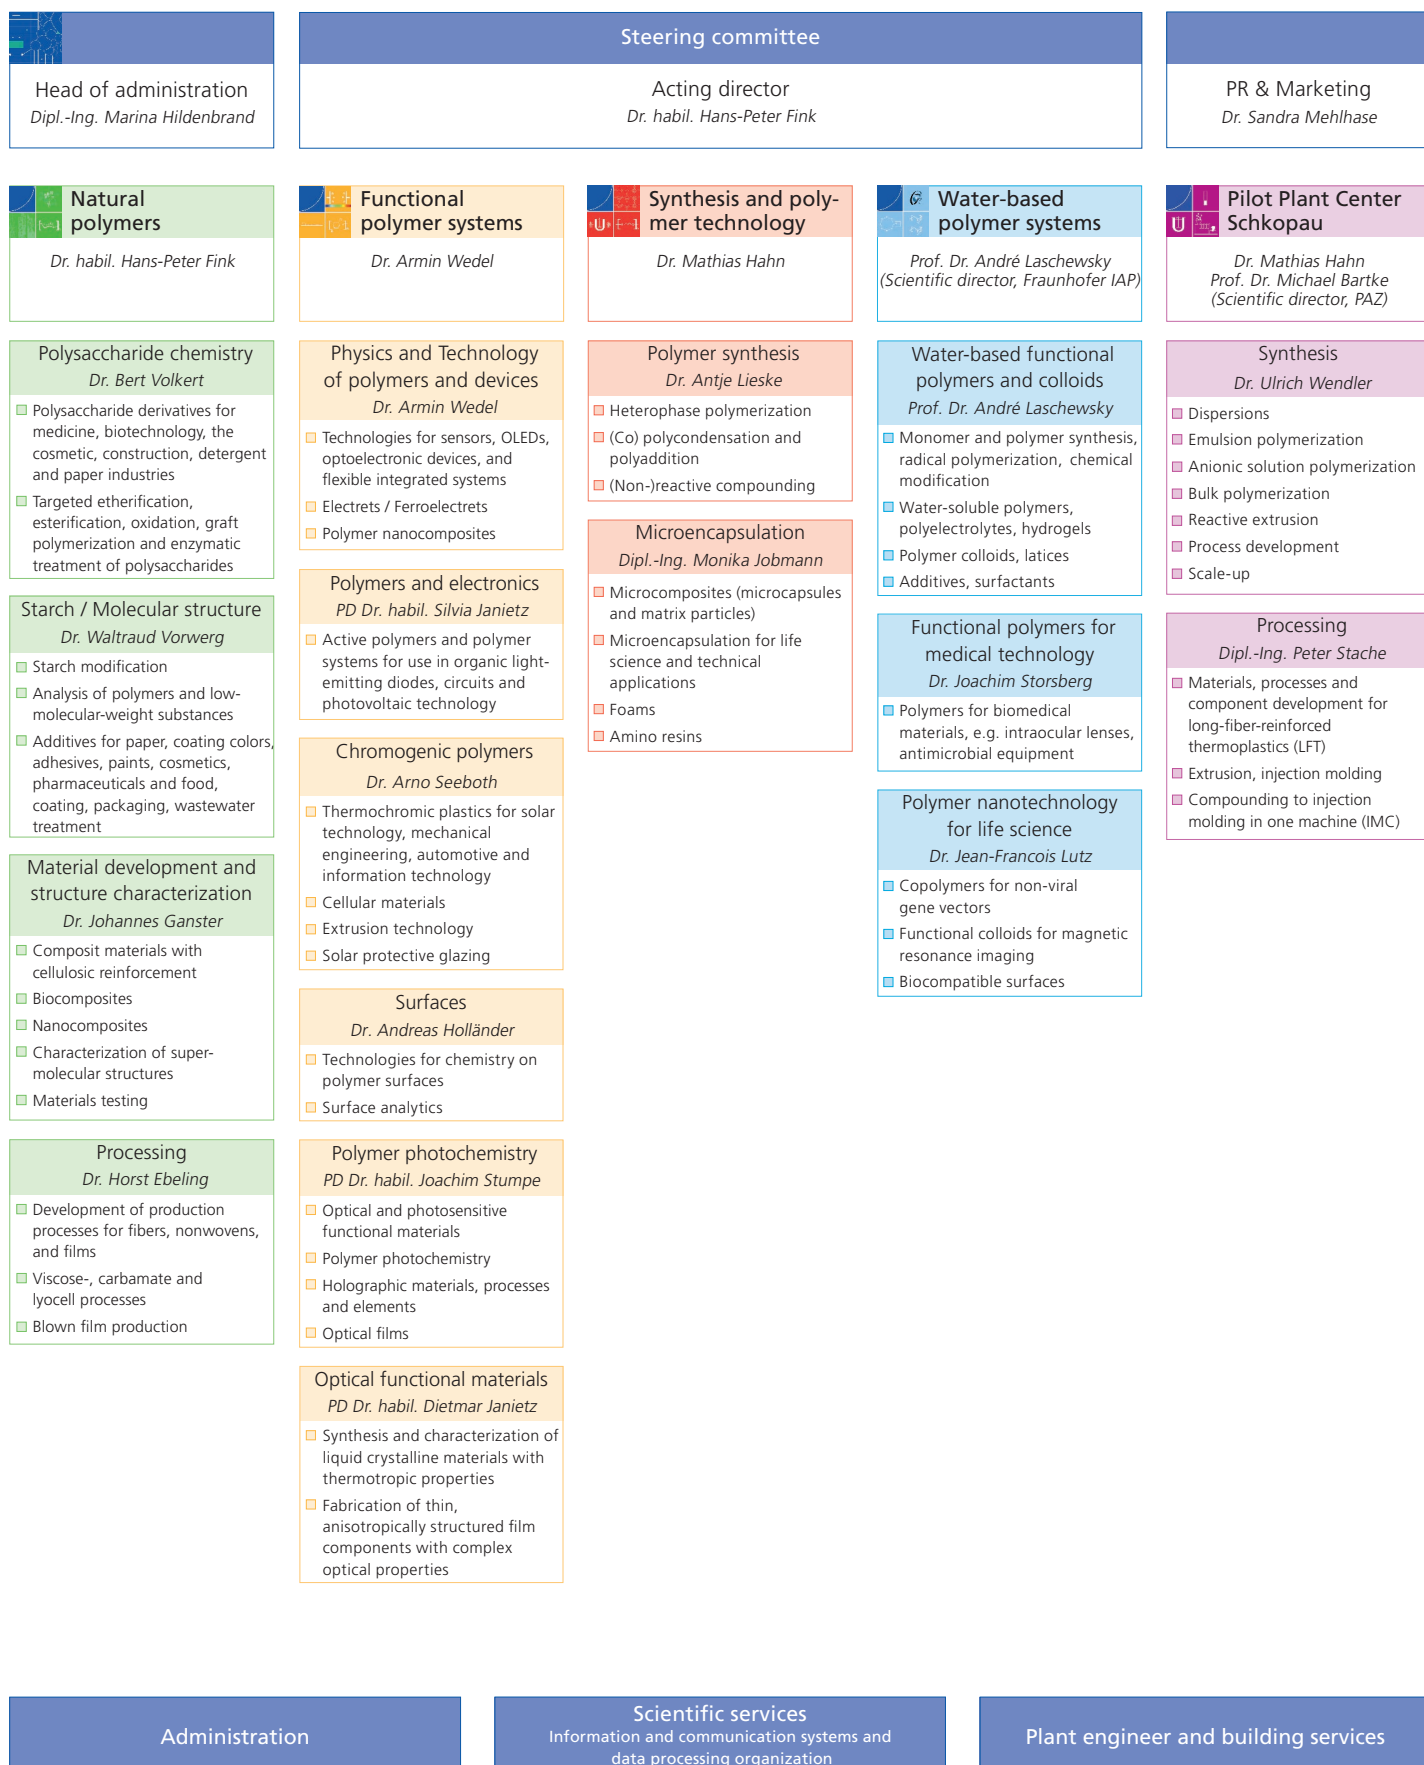 Steering committee
Head of administration
Dipl.-Ing. Marina Hildenbrand
Acting director
Dr. habil. Hans-Peter Fink
PR & Marketing
Dr. Sandra Mehlhase
Natural
polymers
Dr. habil. Hans-Peter Fink
Polysaccharide chemistry
Dr. Bert Volkert
Polysaccharide derivatives for
medicine, biotechnology, the
cosmetic, construction, detergent
and paper industries
Targeted etherification,
esterification, oxidation, graft
polymerization and enzymatic
treatment of polysaccharides
Starch / Molecular structure
Dr. Waltraud Vorwerg
Starch modification
Analysis of polymers and low-
molecular-weight substances
Additives for paper, coating colors,
adhesives, paints, cosmetics,
pharmaceuticals and food,
coating, packaging, wastewater
treatment
Material development and
structure characterization
Dr. Johannes Ganster
Composit materials with
cellulosic reinforcement
Biocomposites
Nanocomposites
Characterization of super-
molecular structures
Materials testing
Processing
Dr. Horst Ebeling
Development of production
processes for fibers, nonwovens,
and films
Viscose-, carbamate and
lyocell processes
Blown film production
Functional
polymer systems
Dr. Armin Wedel
Physics and Technology
of polymers and devices
Dr. Armin Wedel
Technologies for sensors, OLEDs,
optoelectronic devices, and
flexible integrated systems
Electrets / Ferroelectrets
Polymer nanocomposites
Polymers and electronics
PD Dr. habil. Silvia Janietz
Active polymers and polymer
systems for use in organic light-
emitting diodes, circuits and
photovoltaic technology
Chromogenic polymers
Dr. Arno Seeboth
Thermochromic plastics for solar
technology, mechanical
engineering, automotive and
information technology
Cellular materials
Extrusion technology
Solar protective glazing
Surfaces
Dr. Andreas Holländer
Technologies for chemistry on
polymer surfaces
Surface analytics
Polymer photochemistry
PD Dr. habil. Joachim Stumpe
Optical and photosensitive
functional materials
Polymer photochemistry
Holographic materials, processes
and elements
Optical films
Optical functional materials
PD Dr. habil. Dietmar Janietz
Synthesis and characterization of
liquid crystalline materials with
thermotropic properties
Fabrication of thin,
anisotropically structured film
components with complex
optical properties
Synthesis and poly-
mer technology
Dr. Mathias Hahn
Polymer synthesis
Dr. Antje Lieske
Heterophase polymerization
(Co) polycondensation and
polyaddition
(Non-)reactive compounding
Microencapsulation
Dipl.-Ing. Monika Jobmann
Microcomposites (microcapsules
and matrix particles)
Microencapsulation for life
science and technical
applications
Foams
Amino resins
Water-based
polymer systems
Prof. Dr. André Laschewsky
(Scientific director, Fraunhofer IAP)
Water-based functional
polymers and colloids
Prof. Dr. André Laschewsky
Monomer and polymer synthesis,
radical polymerization, chemical
modification
Water-soluble polymers,
polyelectrolytes, hydrogels
Polymer colloids, latices
Additives, surfactants
Functional polymers for
medical technology
Dr. Joachim Storsberg
Polymers for biomedical
materials, e.g. intraocular lenses,
antimicrobial equipment
Polymer nanotechnology
for life science
Dr. Jean-Francois Lutz
Copolymers for non-viral
gene vectors
Functional colloids for magnetic
resonance imaging
Biocompatible surfaces
Pilot Plant Center
Schkopau
Dr. Mathias Hahn
Prof. Dr. Michael Bartke
(Scientific director, PAZ)
Synthesis
Dr. Ulrich Wendler
Dispersions
Emulsion polymerization
Anionic solution polymerization
Bulk polymerization
Reactive extrusion
Process development
Scale-up
Processing
Dipl.-Ing. Peter Stache
Materials, processes and
component development for
long-fiber-reinforced
thermoplastics (LFT)
Extrusion, injection molding
Compounding to injection
molding in one machine (IMC)
Administration
Scientific services
Information and communication systems and
data processing organization
Plant engineer and building services